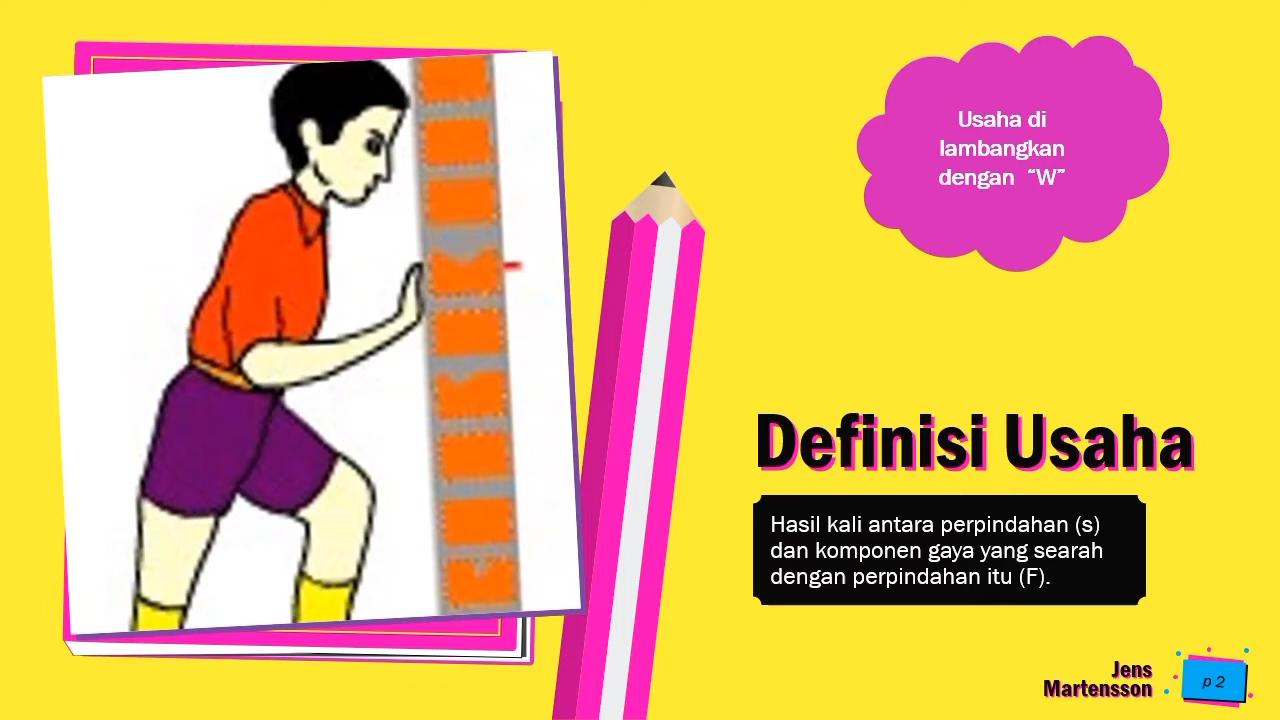 Usaha di
lambangkan
dengan “W”
Definisi Usaha
Hasil kali antara perpindahan (s)
dan komponen gaya yang searah
dengan perpindahan itu (F).
Jens
Martensson
p 2